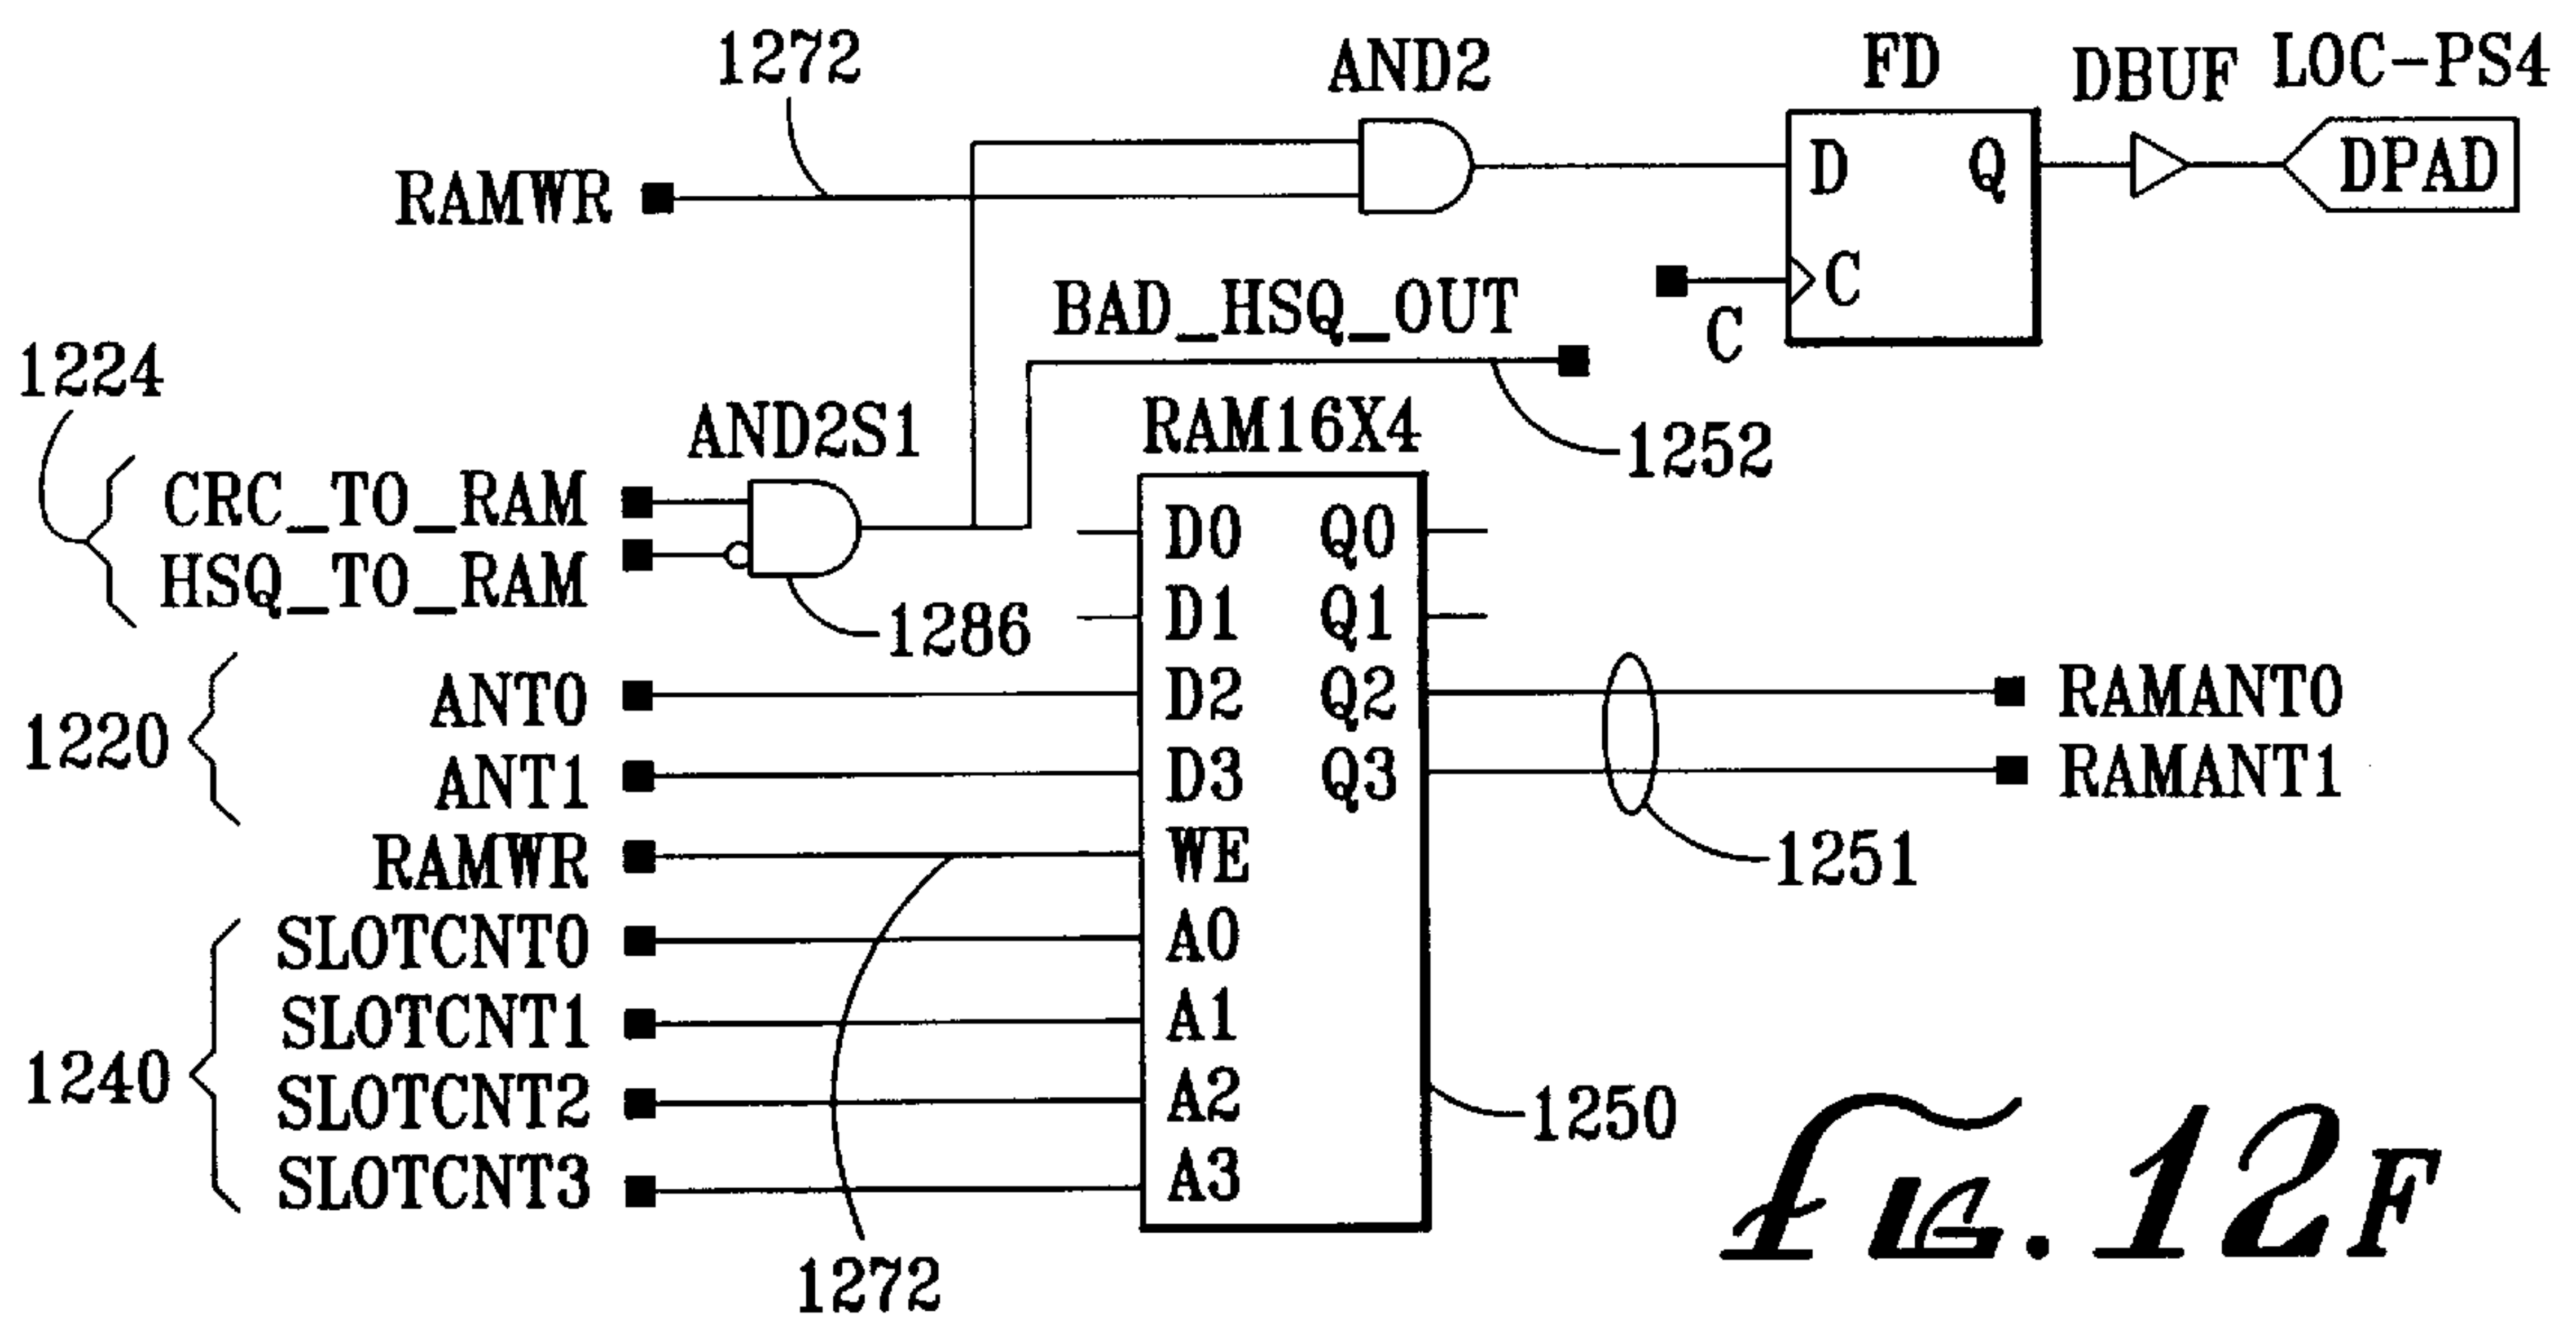 1272
AND2
FD
DBUF
LOC-PS4
RAMWR
D Q
DPAD
C
C
BAD_HSQ_OUT
1252
1224
AND2S1
RAM16X4
CRC_TO_RAM
HSQ_TO_RAM
1286
D0 Q0
D1 Q1
1220
ANT0 D2 Q2 RAMANT0
ANT1 D3 Q3 RAMANT1
RAMWR WE
1251
1240
SLOTCNT0 A0
SLOTCNT1 A1
SLOTCNT2 A2
SLOTCNT3 A3
1250
1272
FIG. 12F